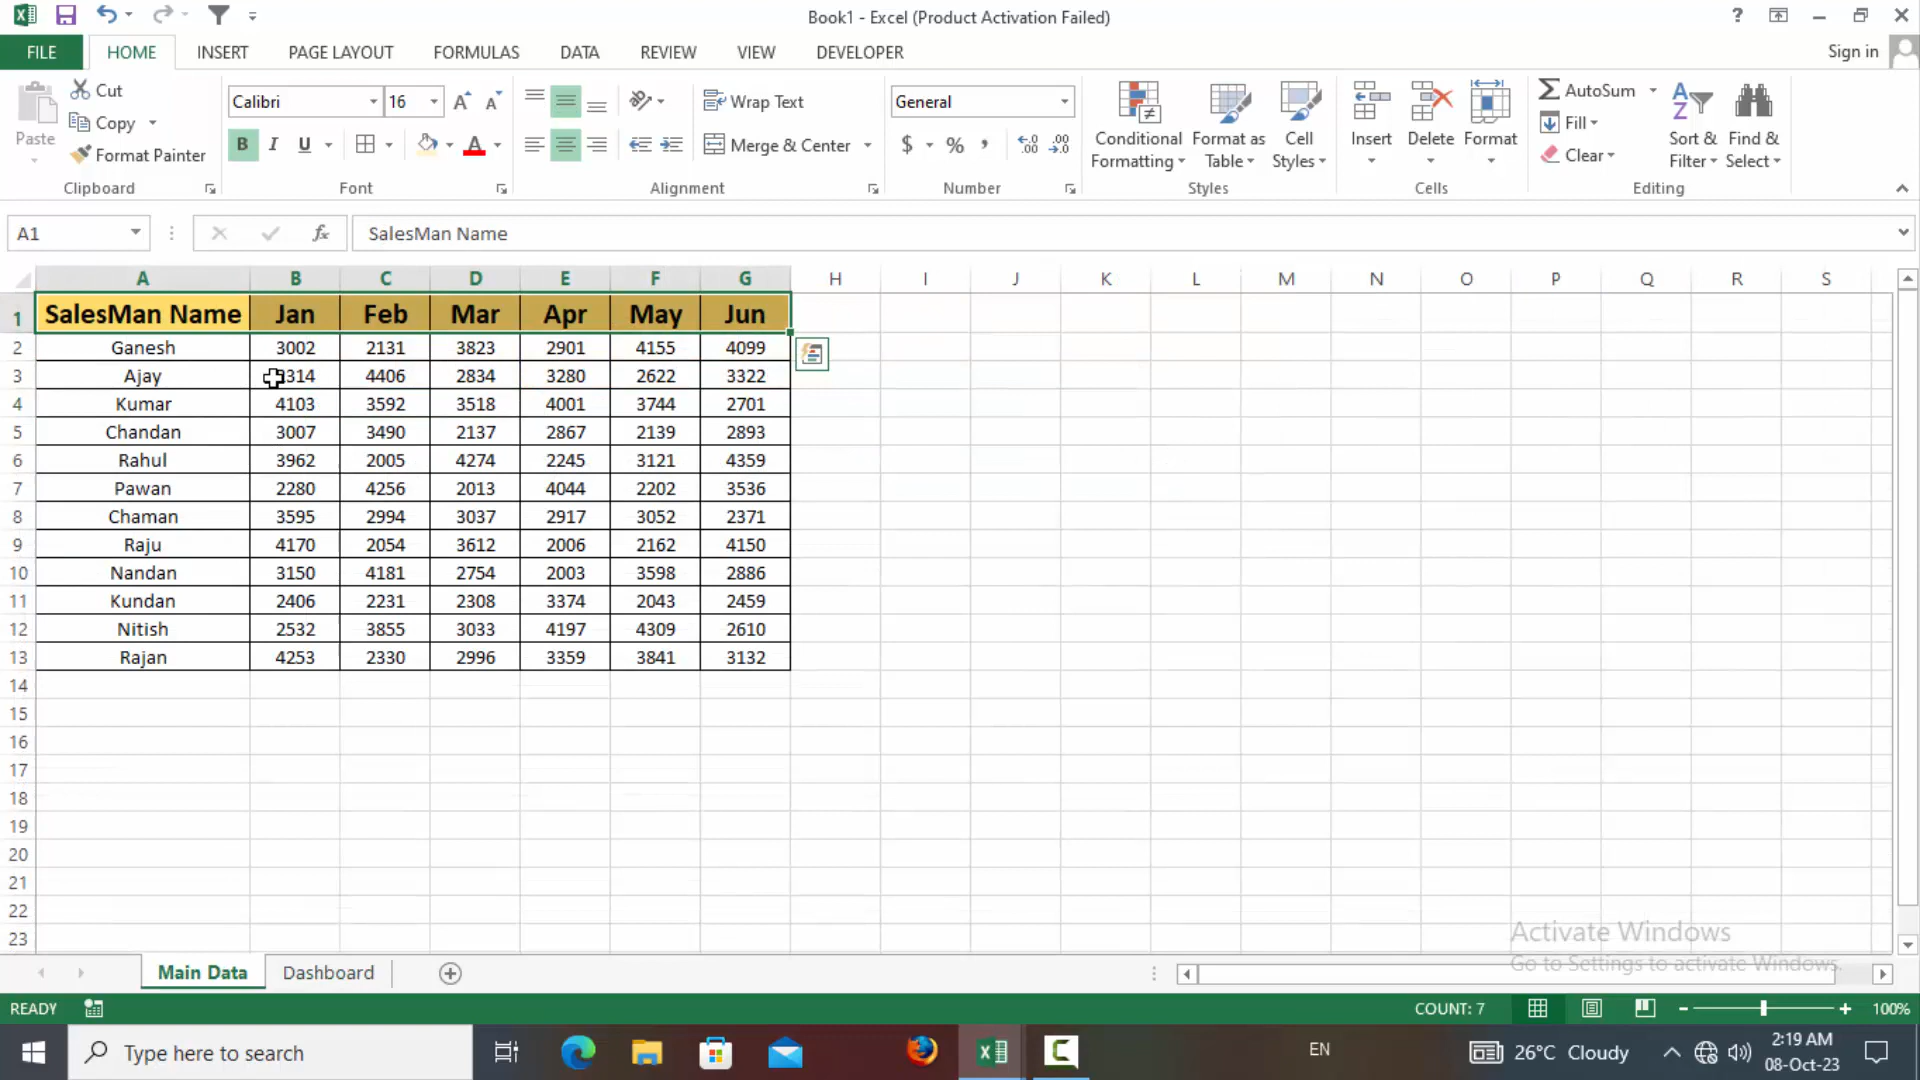 Book1 - Excel (Product Activation Failed)
?
FILE HOME INSERT PAGE LAYOUT FORMULAS DATA REVIEW VIEW DEVELOPER Sign in
Paste
Cut
Copy
Format Painter
Clipboard
Calibri 16
B I U A
Font
Wrap Text
Merge & Center
Alignment
General
$ % ,
Number
Conditional Formatting
Format as Table
Cell Styles
Styles
Insert
Delete
Format
Cells
AutoSum
Fill
Clear
Sort & Filter
Find & Select
Editing
A1 fx SalesMan Name
A B C D E F G H I J K L M N O P Q R S
1 SalesMan Name Jan Feb Mar Apr May Jun
2 Ganesh 3002 2131 3823 2901 4155 4099
3 Ajay 314 4406 2834 3280 2622 3322
4 Kumar 4103 3592 3518 4001 3744 2701
5 Chandan 3007 3490 2137 2867 2139 2893
6 Rahul 3962 2005 4274 2245 3121 4359
7 Pawan 2280 4256 2013 4044 2202 3536
8 Chaman 3595 2994 3037 2917 3052 2371
9 Raju 4170 2054 3612 2006 2162 4150
10 Nandan 3150 4181 2754 2003 3598 2886
11 Kundan 2406 2231 2308 3374 2043 2459
12 Nitish 2532 3855 3033 4197 4309 2610
13 Rajan 4253 2330 2996 3359 3841 3132
14
15
16
17
18
19
20
21
22
23
Activate Windows
Go to Settings to activate Windows.
Main Data Dashboard
READY COUNT: 7 100%
Type here to search EN 26°C Cloudy 2:19 AM
08-Oct-23